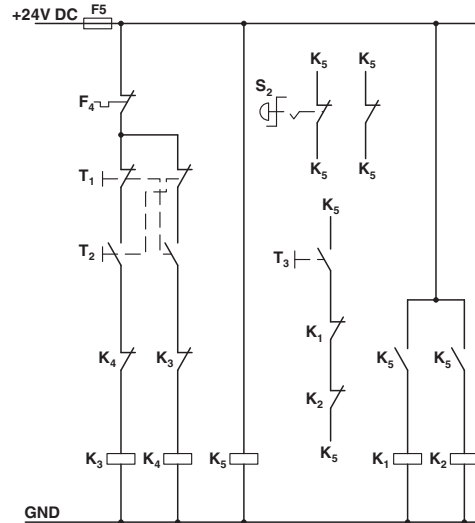 +24V DC F5
K5 K5
S2
F4
K5 K5
T1
K5
T2 T3
K1
K4 K3 K5 K5
K2
K5
K3 K4 K5 K1 K2
GND